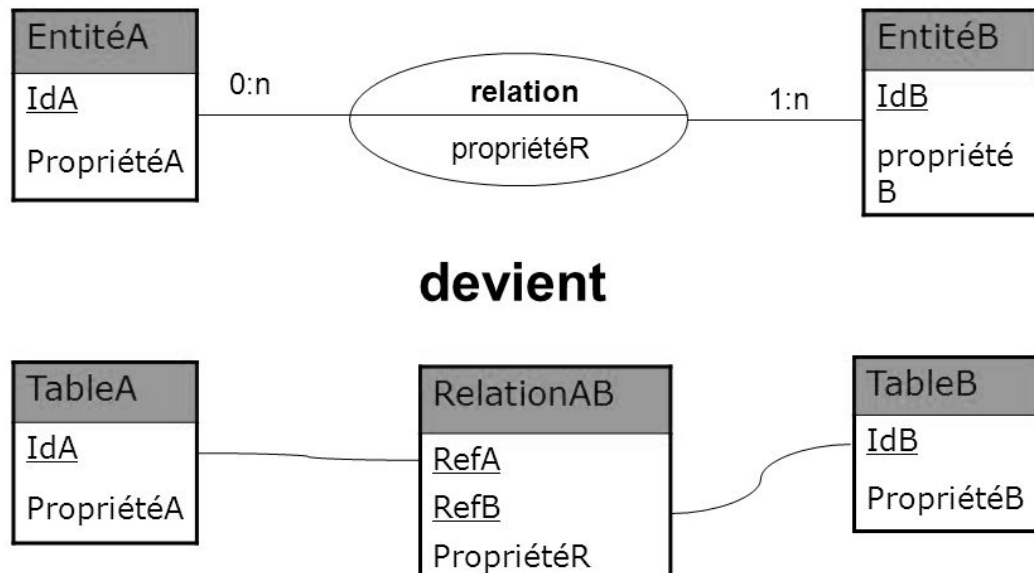 EntitéA
IdA
PropriétéA
0:n
relation
propriétéR
1:n
EntitéB
IdB
propriété
B
devient
TableA
IdA
PropriétéA
RelationAB
RefA
RefB
PropriétéR
TableB
IdB
PropriétéB